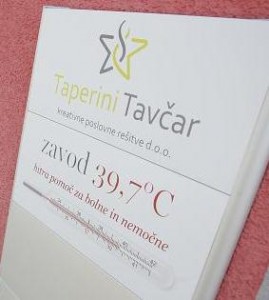 Taperini Tavčar
kreativne poslovne rešitve d.o.o.
zavod 39,7°C
hitra pomoč za bolne in nemočne